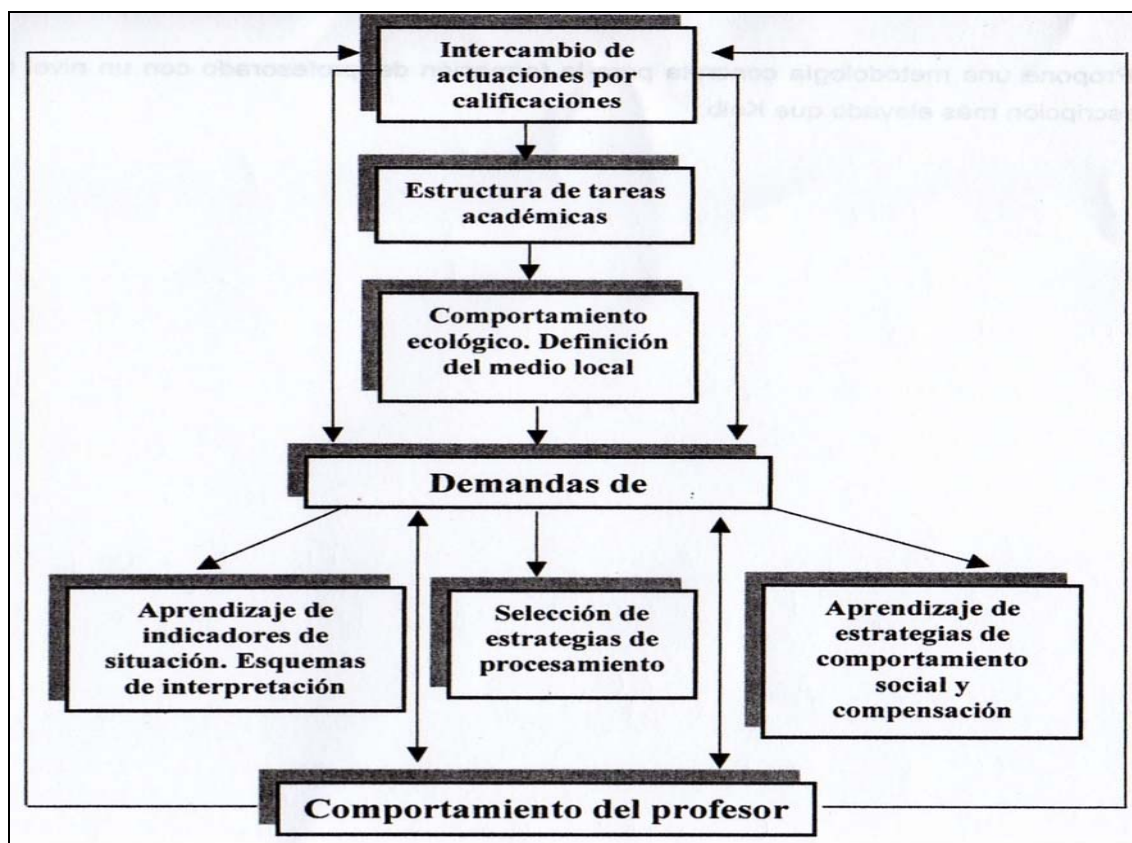 Intercambio de
actuaciones por
calificaciones
Estructura de tareas
académicas
Comportamiento
ecológico. Definición
del medio local
Demandas de
Aprendizaje de
indicadores de
situación. Esquemas
de interpretación
Selección de
estrategias de
procesamiento
Aprendizaje de
estrategias de
comportamiento
social y
compensación
Comportamiento del profesor